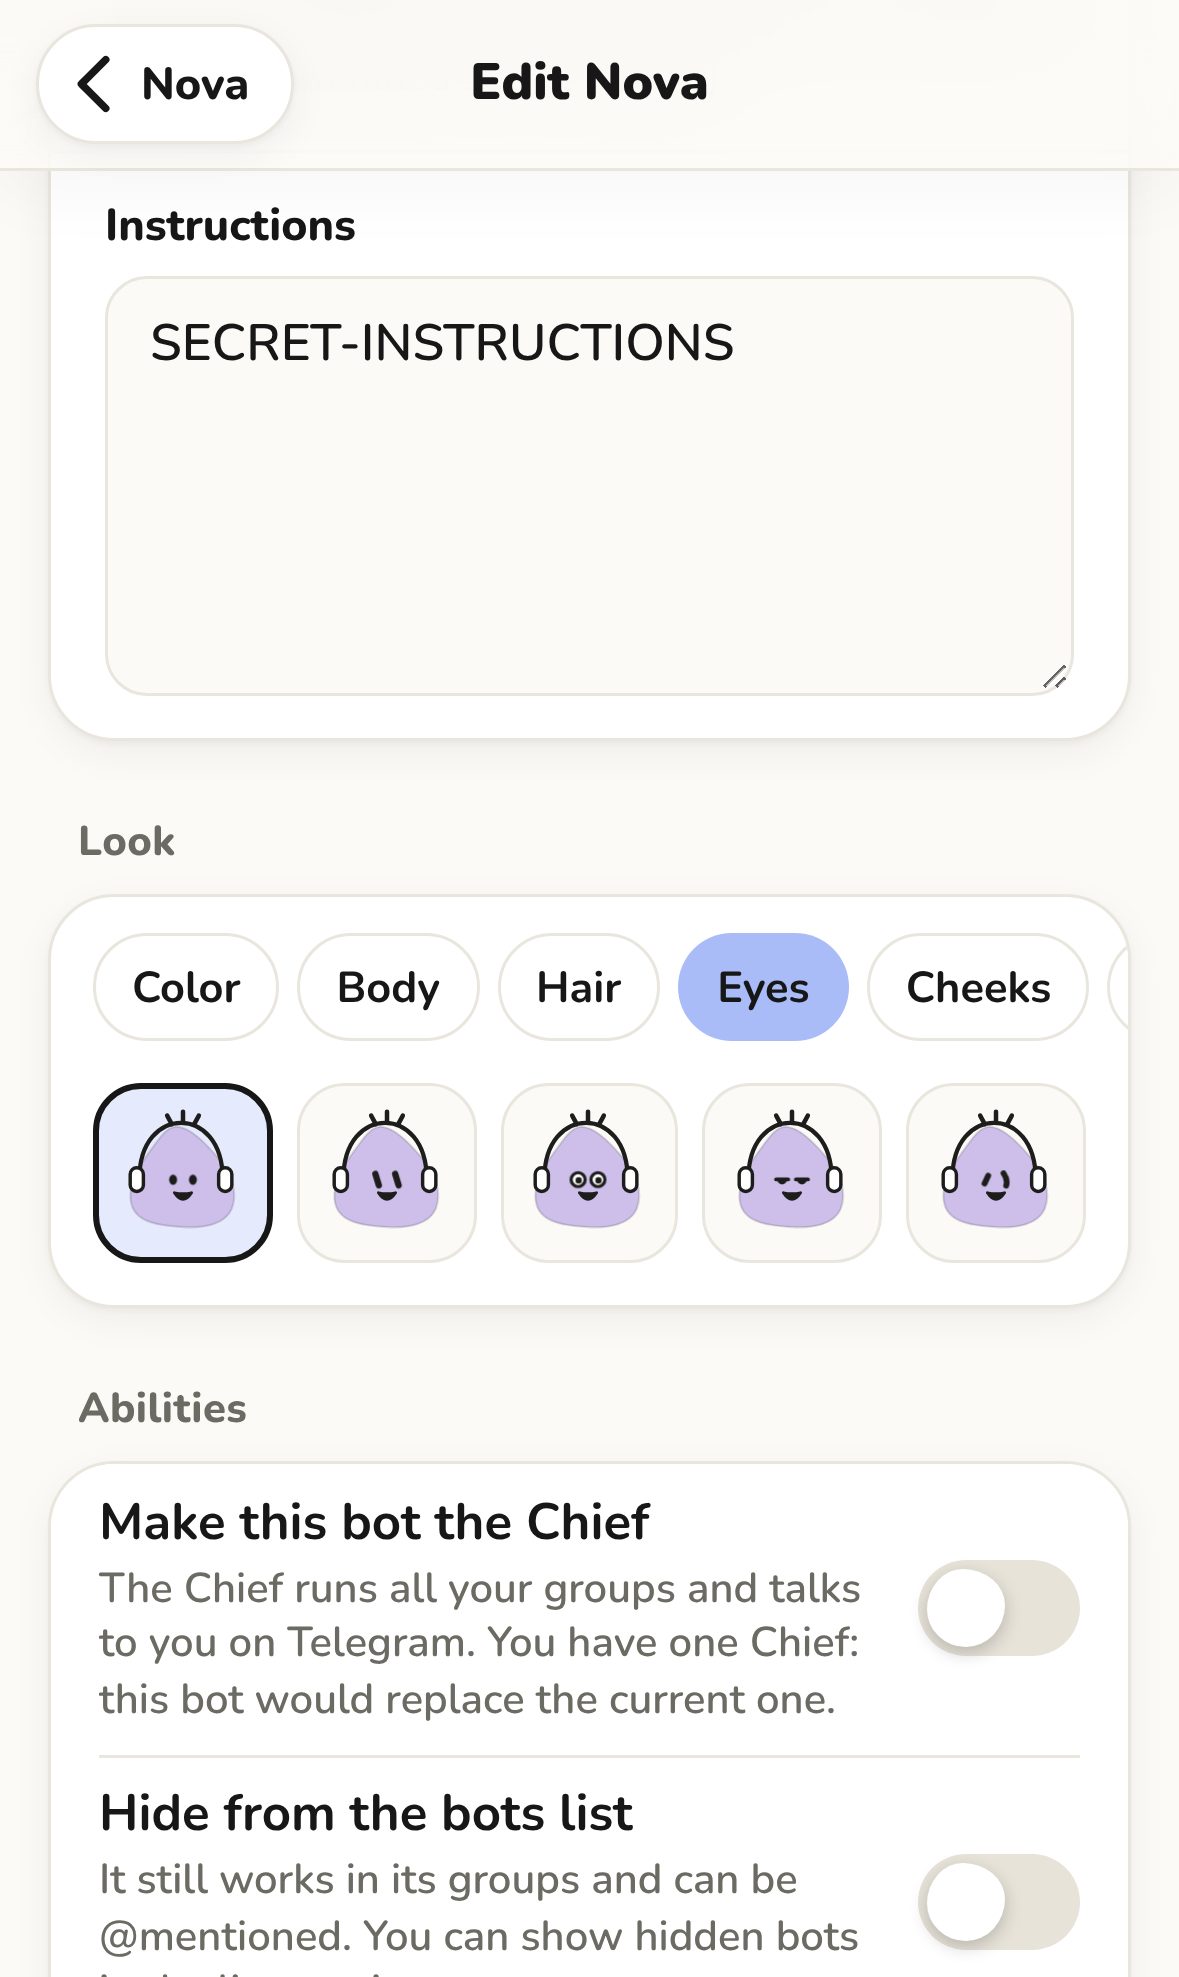 Nova
Edit Nova
Instructions
SECRET-INSTRUCTIONS
Look
Color
Body
Hair
Eyes
Cheeks
Abilities
Make this bot the Chief
The Chief runs all your groups and talks
to you on Telegram. You have one Chief:
this bot would replace the current one.
Hide from the bots list
It still works in its groups and can be
@mentioned. You can show hidden bots